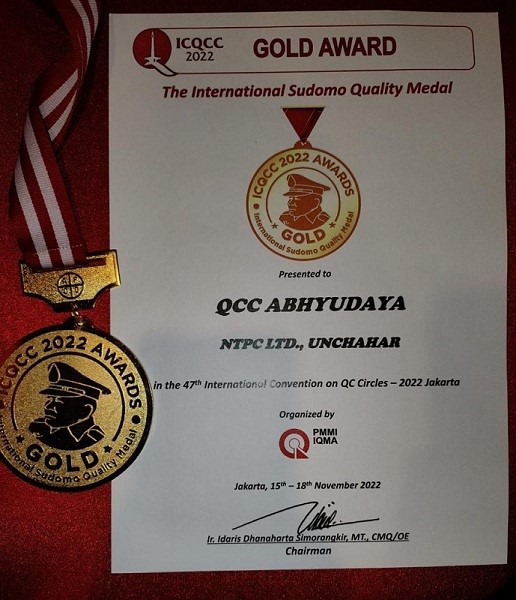 ICQCC
2022
GOLD AWARD
The International Sudomo Quality Medal
ICQCC 2022 AWARDS
GOLD
International Sudomo Quality Medal
Presented to
QCC ABHYUDAYA
NTPC LTD., UNCHAHAR
in the 47th International Convention on QC Circles – 2022 Jakarta
Organized by
PMMI
IQMA
Jakarta, 15th – 18th November 2022
Ir. Idaris Dhanaharta Simorangkir, MT., CMQ/OE
Chairman
ICQCC 2022 AWARDS
GOLD
International Sudomo Quality Medal